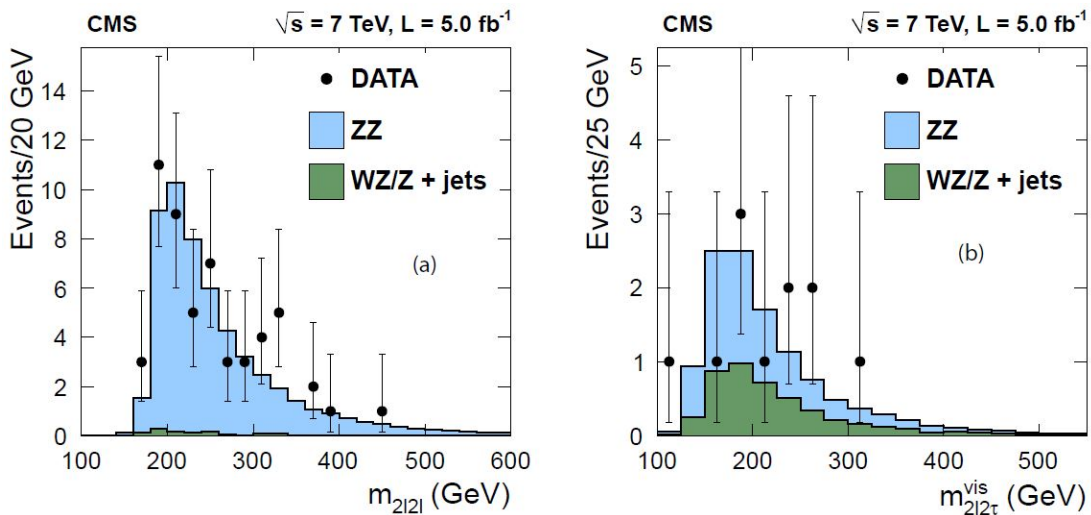 CMS √s = 7 TeV, L = 5.0 fb⁻¹
Events/20 GeV
14
12
10
8
6
4
2
0
DATA
ZZ
WZ/Z + jets
(a)
100 200 300 400 500 600
m₂ₗ₂ₗ (GeV)
CMS √s = 7 TeV, L = 5.0 fb⁻¹
Events/25 GeV
5
4
3
2
1
0
DATA
ZZ
WZ/Z + jets
(b)
100 200 300 400 500
m^vis_2l2τ (GeV)